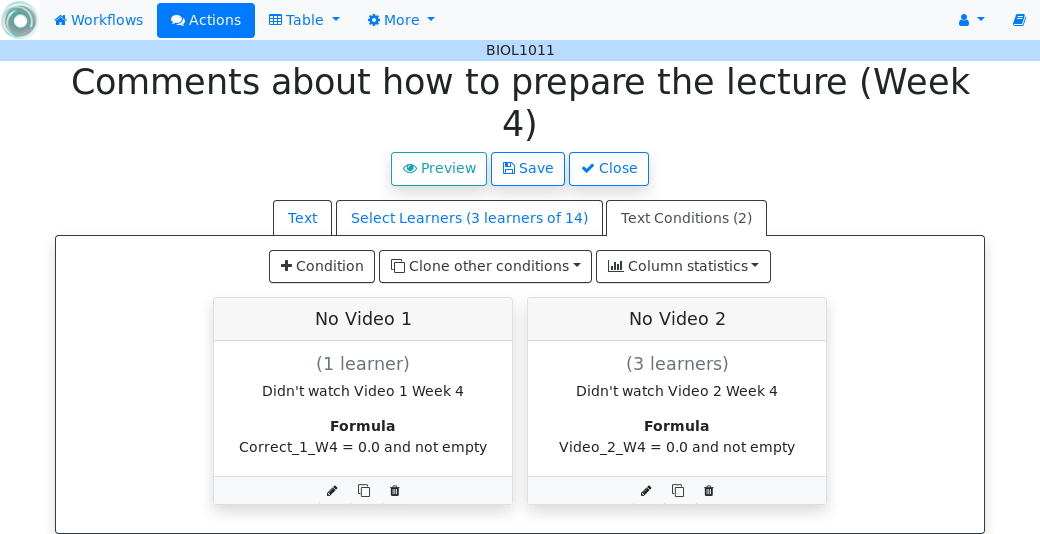 Workflows Actions Table More
BIOL1011
Comments about how to prepare the lecture (Week
4)
Preview Save Close
Text Select Learners (3 learners of 14) Text Conditions (2)
Condition Clone other conditions Column statistics
No Video 1
(1 learner)
Didn't watch Video 1 Week 4
Formula
Correct_1_W4 = 0.0 and not empty
No Video 2
(3 learners)
Didn't watch Video 2 Week 4
Formula
Video_2_W4 = 0.0 and not empty